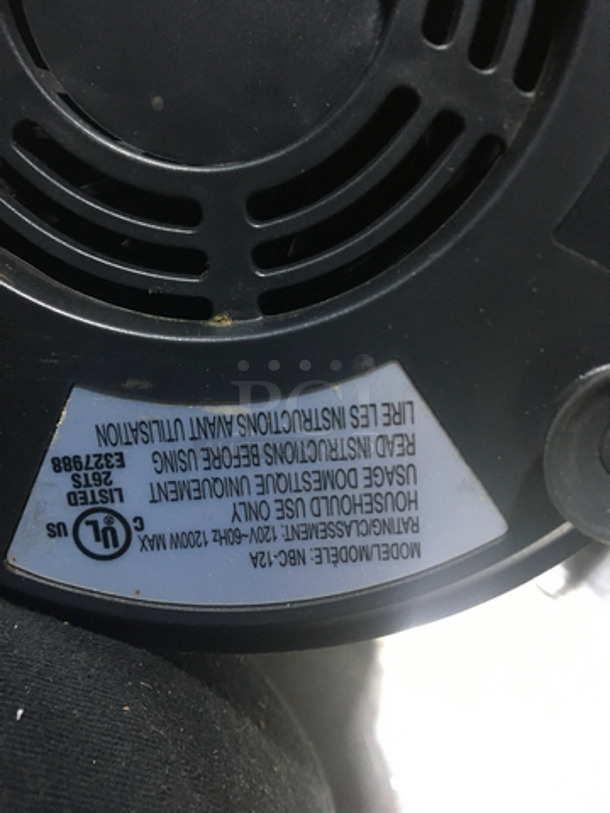 MODEL/MODÈLE: NBC-12A
RATING/CLASSEMENT: 120V~60Hz 1200W MAX
HOUSEHOULD USE ONLY
USAGE DOMESTIQUE UNIQUEMENT
READ INSTRUCTIONS BEFORE USING
LIRE LES INSTRUCTIONS AVANT UTILISATION
C UL US
LISTED
26TS
E327988
PCI